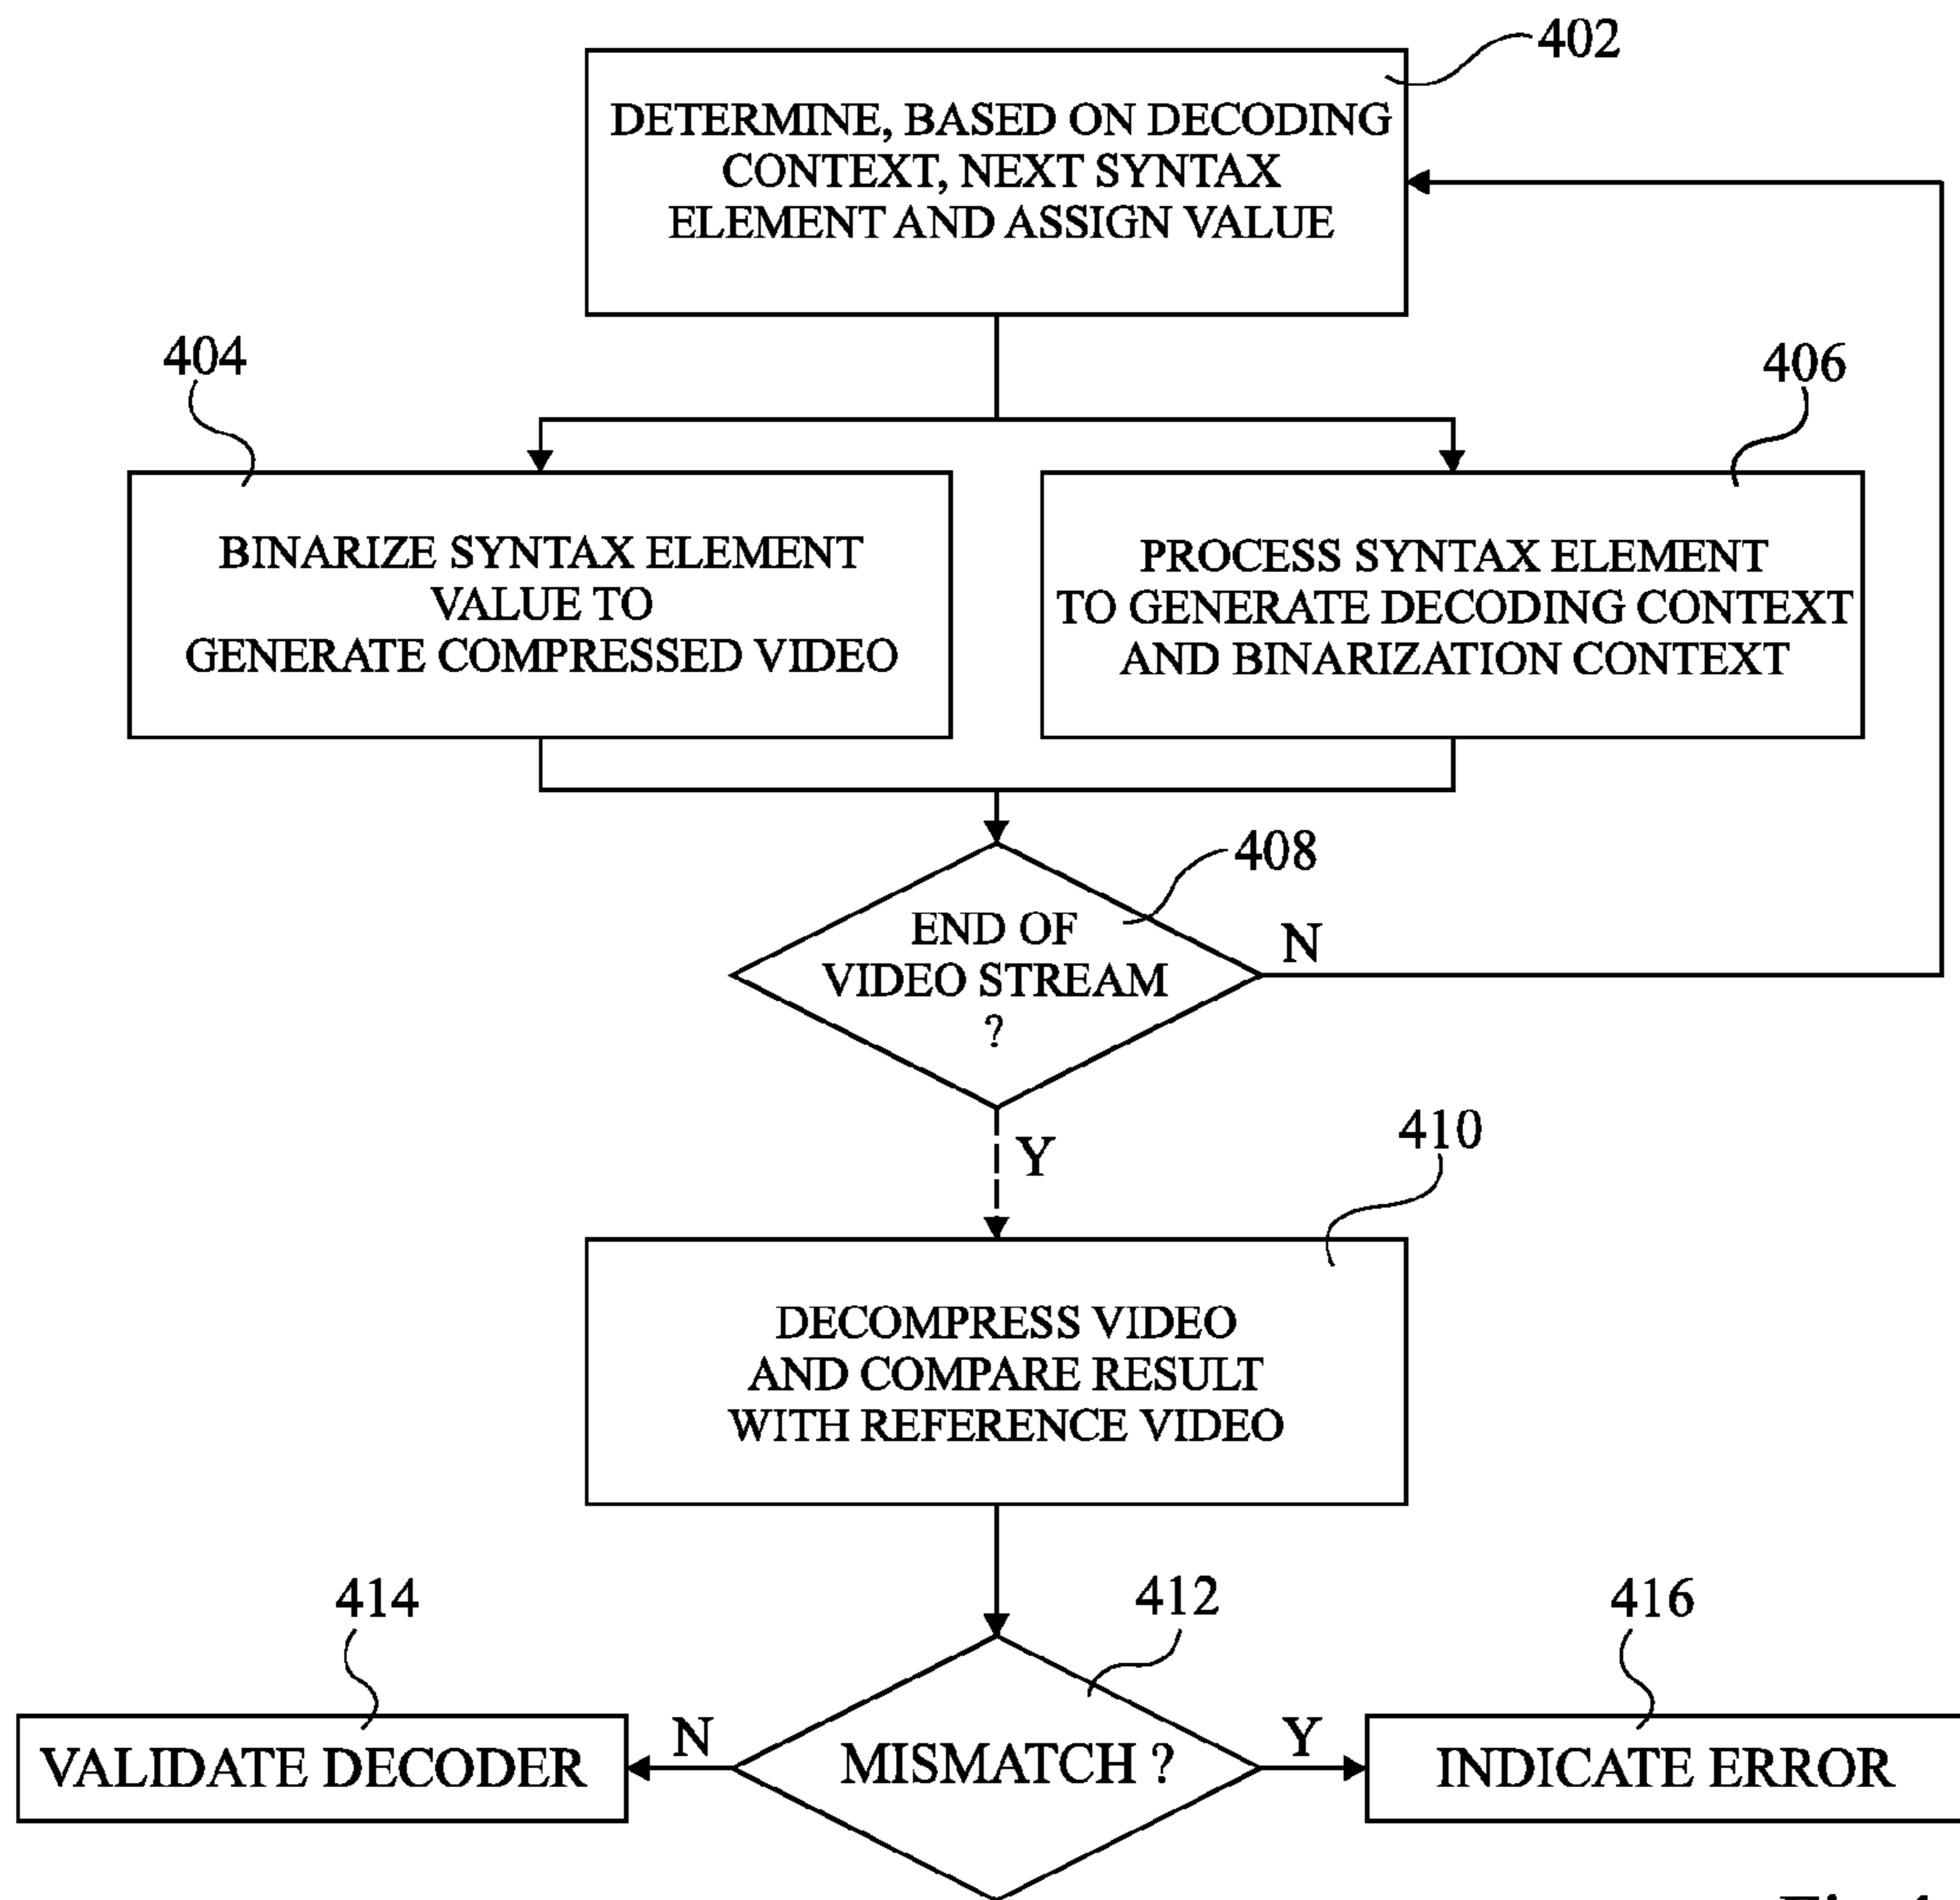 402
DETERMINE, BASED ON DECODING
CONTEXT, NEXT SYNTAX
ELEMENT AND ASSIGN VALUE
404
406
BINARIZE SYNTAX ELEMENT
VALUE TO
GENERATE COMPRESSED VIDEO
PROCESS SYNTAX ELEMENT
TO GENERATE DECODING CONTEXT
AND BINARIZATION CONTEXT
408
END OF
VIDEO STREAM
?
N
Y
410
DECOMPRESS VIDEO
AND COMPARE RESULT
WITH REFERENCE VIDEO
414
412
416
VALIDATE DECODER
N
MISMATCH ?
Y
INDICATE ERROR